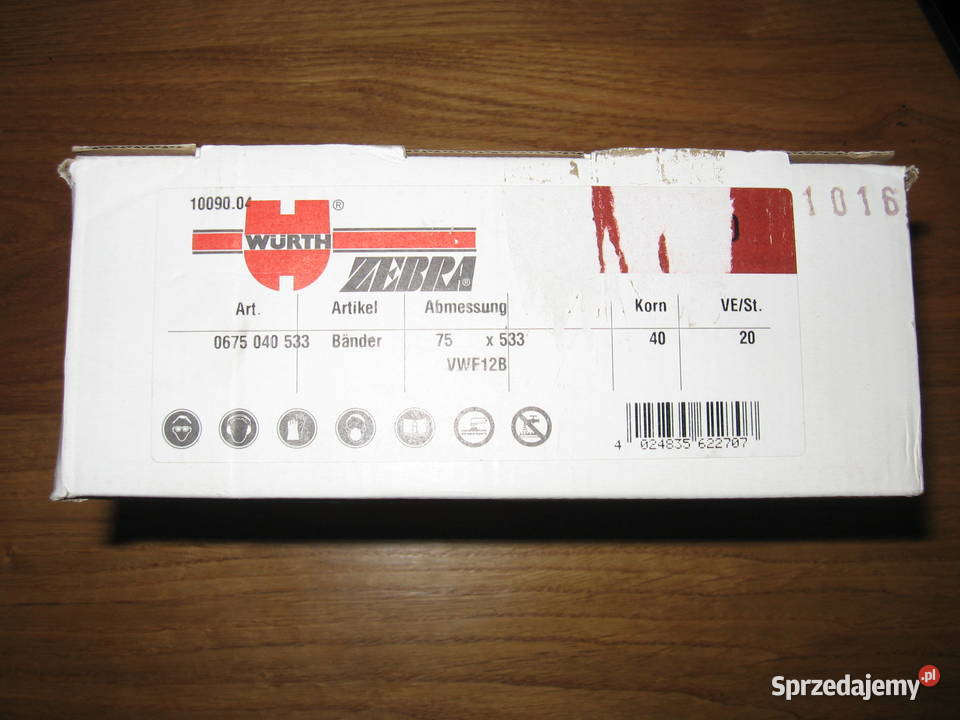 10090.04
WÜRTH ®
ZEBRA ®
1016
Art. Artikel Abmessung Korn VE/St.
0675 040 533 Bänder 75 x 533 40 20
VWF12B
4 024835 622707
Sprzedajemy.pl